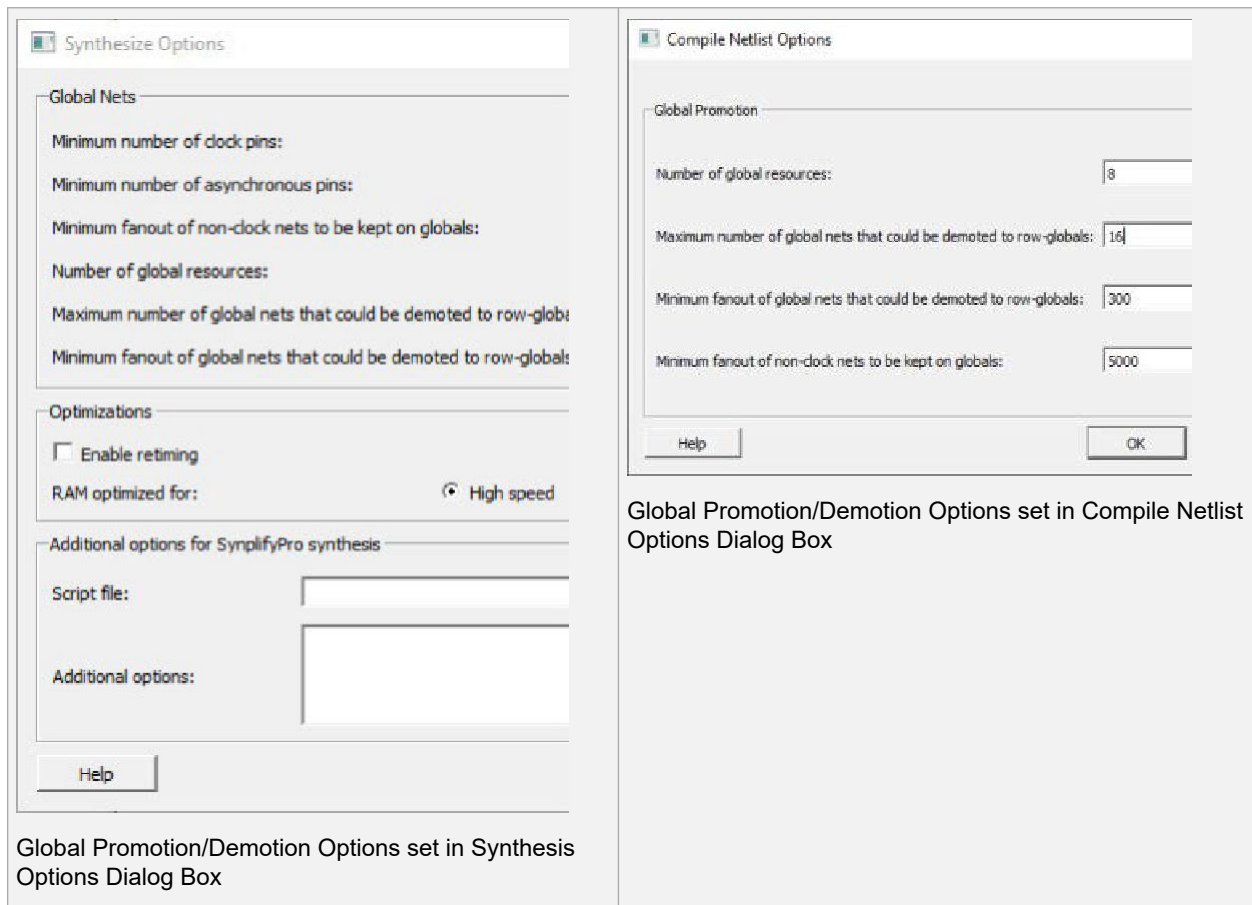 Synthesize Options
Global Nets
Minimum number of clock pins:
Minimum number of asynchronous pins:
Minimum fanout of non-clock nets to be kept on globals:
Number of global resources:
Maximum number of global nets that could be demoted to row-globa
Minimum fanout of global nets that could be demoted to row-globals
Optimizations
Enable retiming
RAM optimized for: High speed
Additional options for SynplifyPro synthesis
Script file:
Additional options:
Help
Global Promotion/Demotion Options set in Synthesis
Options Dialog Box
Compile Netlist Options
Global Promotion
Number of global resources: 8
Maximum number of global nets that could be demoted to row-globals: 16
Minimum fanout of global nets that could be demoted to row-globals: 300
Minimum fanout of non-clock nets to be kept on globals: 5000
Help OK
Global Promotion/Demotion Options set in Compile Netlist
Options Dialog Box